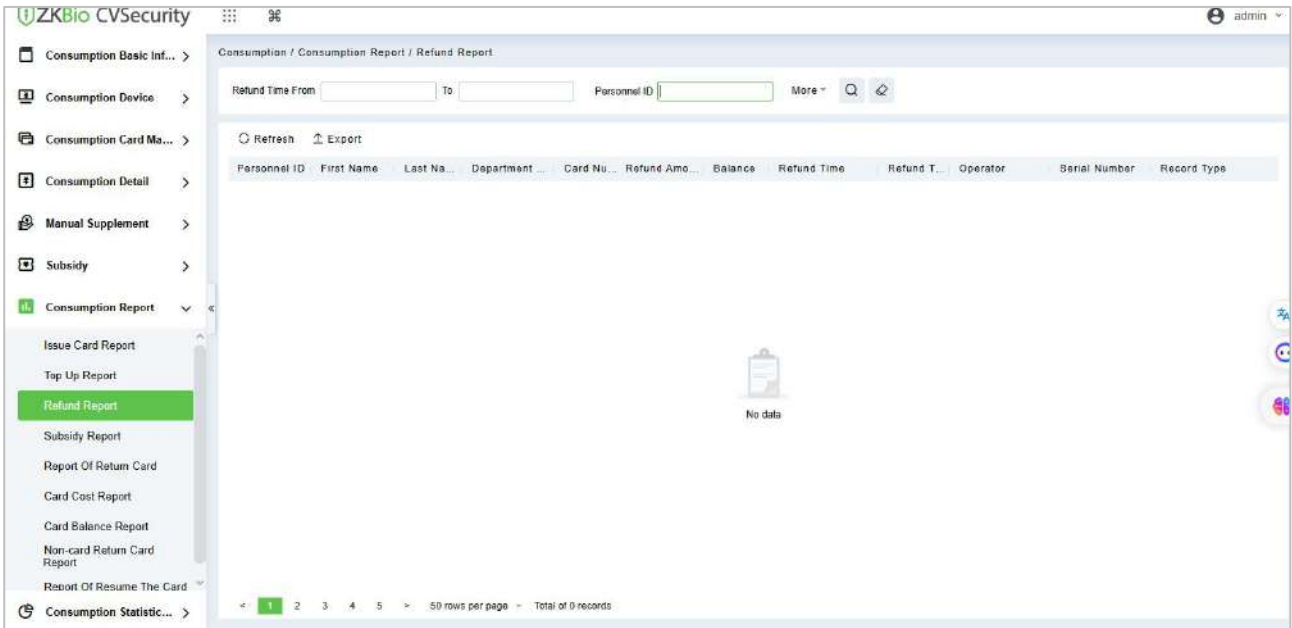 ZKBio CVSecurity
admin
Consumption Basic Inf...
Consumption Device
Consumption Card Ma...
Consumption Detail
Manual Supplement
Subsidy
Consumption Report
Issue Card Report
Top Up Report
Refund Report
Subsidy Report
Report Of Return Card
Card Cost Report
Card Balance Report
Non-card Return Card
Report
Report Of Resume The Card
Consumption Statistic...
Consumption / Consumption Report / Refund Report
Refund Time From To Personnel ID More
Refresh Export
Personnel ID First Name Last Na... Department ... Card Nu... Refund Amo... Balance Refund Time Refund T... Operator Serial Number Record Type
No data
< 1 2 3 4 5 > 50 rows per page Total of 0 records